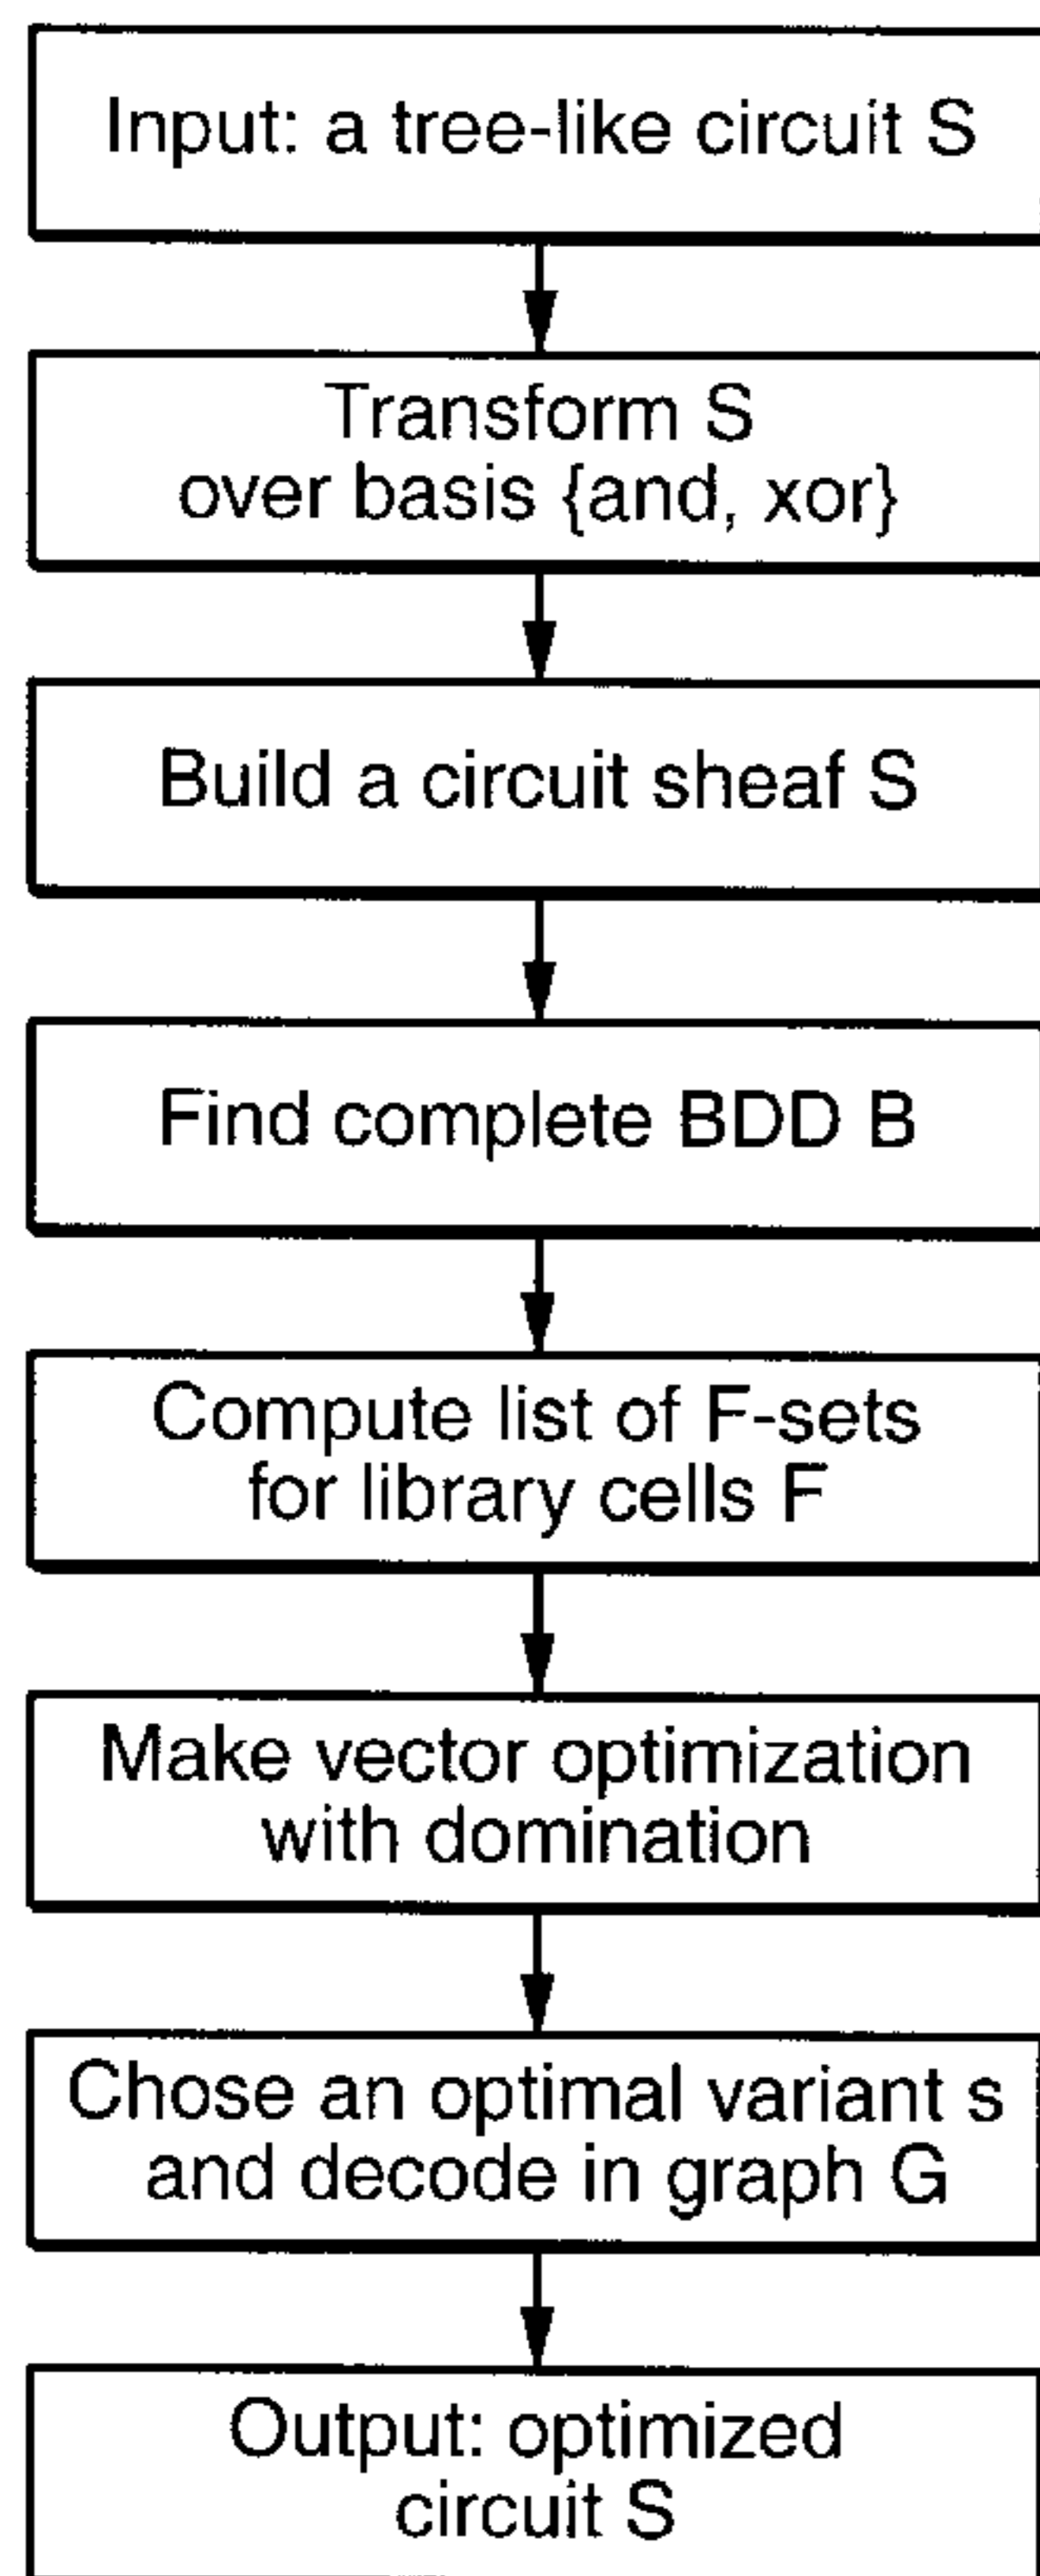 Input: a tree-like circuit S
Transform S
over basis {and, xor}
Build a circuit sheaf S
Find complete BDD B
Compute list of F-sets
for library cells F
Make vector optimization
with domination
Chose an optimal variant s
and decode in graph G
Output: optimized
circuit S